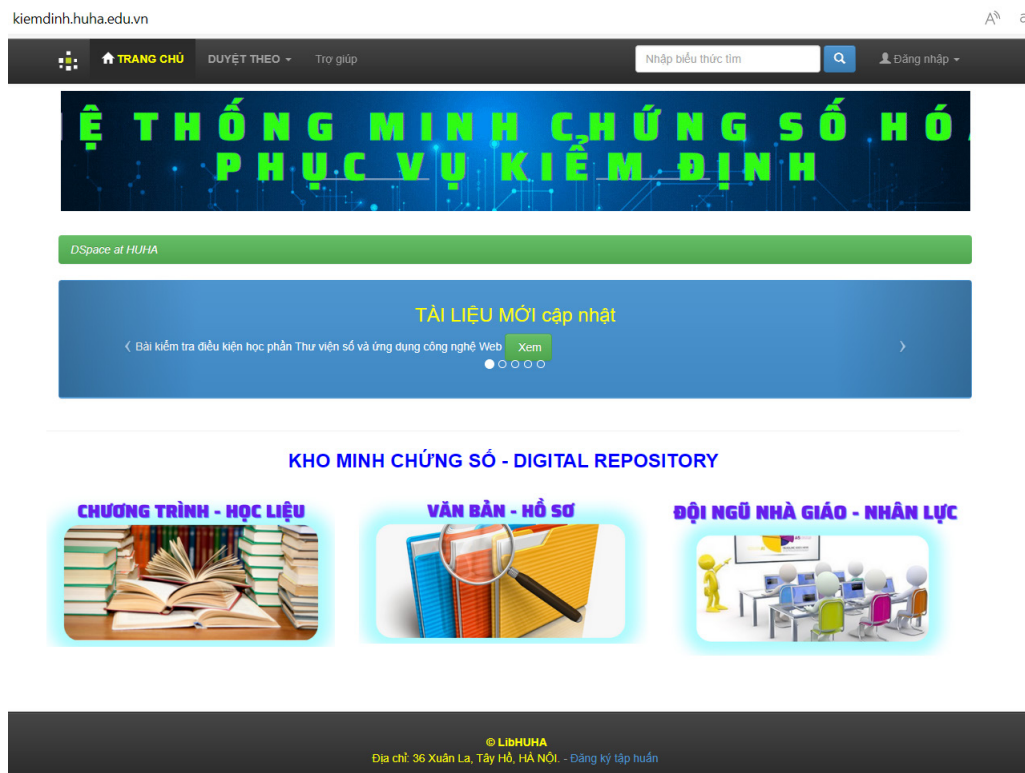 kiemdinh.huha.edu.vn
TRANG CHỦ DUYỆT THEO Trợ giúp Nhập biểu thức tìm Đăng nhập
Ệ THỐNG MINH CHỨNG SỐ HÓA
PHỤC VỤ KIỂM ĐỊNH
DSpace at HUHA
TÀI LIỆU MỚI cập nhật
Bài kiểm tra điều kiện học phần Thư viện số và ứng dụng công nghệ Web Xem
KHO MINH CHỨNG SỐ - DIGITAL REPOSITORY
CHƯƠNG TRÌNH - HỌC LIỆU VĂN BẢN - HỒ SƠ ĐỘI NGŨ NHÀ GIÁO - NHÂN LỰC
© LibHUHA
Địa chỉ: 36 Xuân La, Tây Hồ, HÀ NỘI. - Đăng ký tập huấn